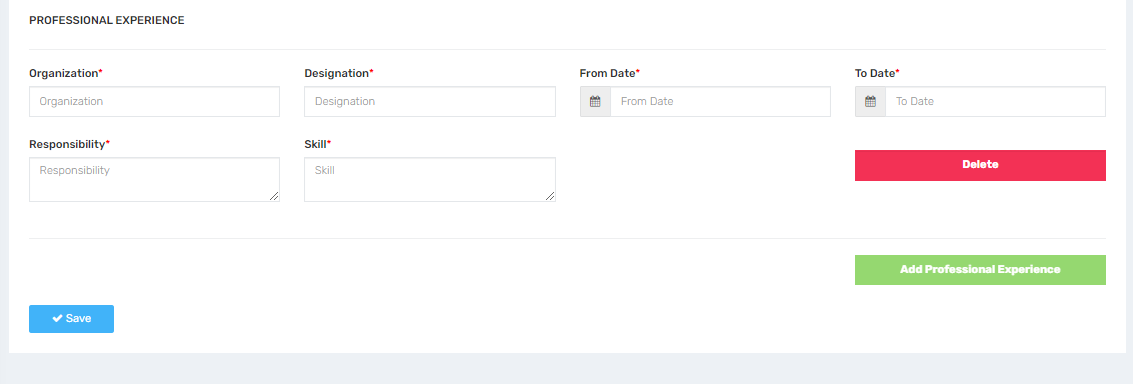 PROFESSIONAL EXPERIENCE
Organization* Designation* From Date* To Date*
Organization Designation From Date To Date
Responsibility* Skill*
Responsibility Skill
Delete
Add Professional Experience
Save